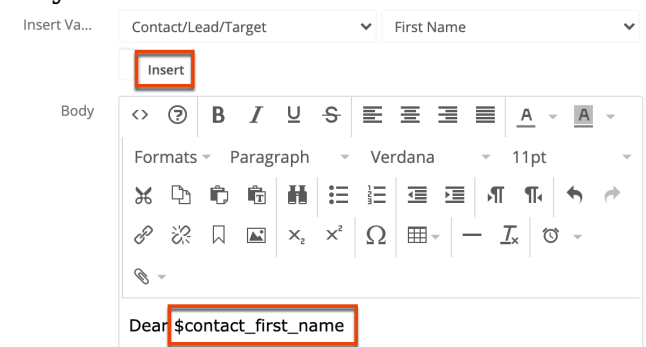 Insert Va... Contact/Lead/Target First Name
Insert
Body
B I U S A A
Formats Paragraph Verdana 11pt
Dear $contact_first_name